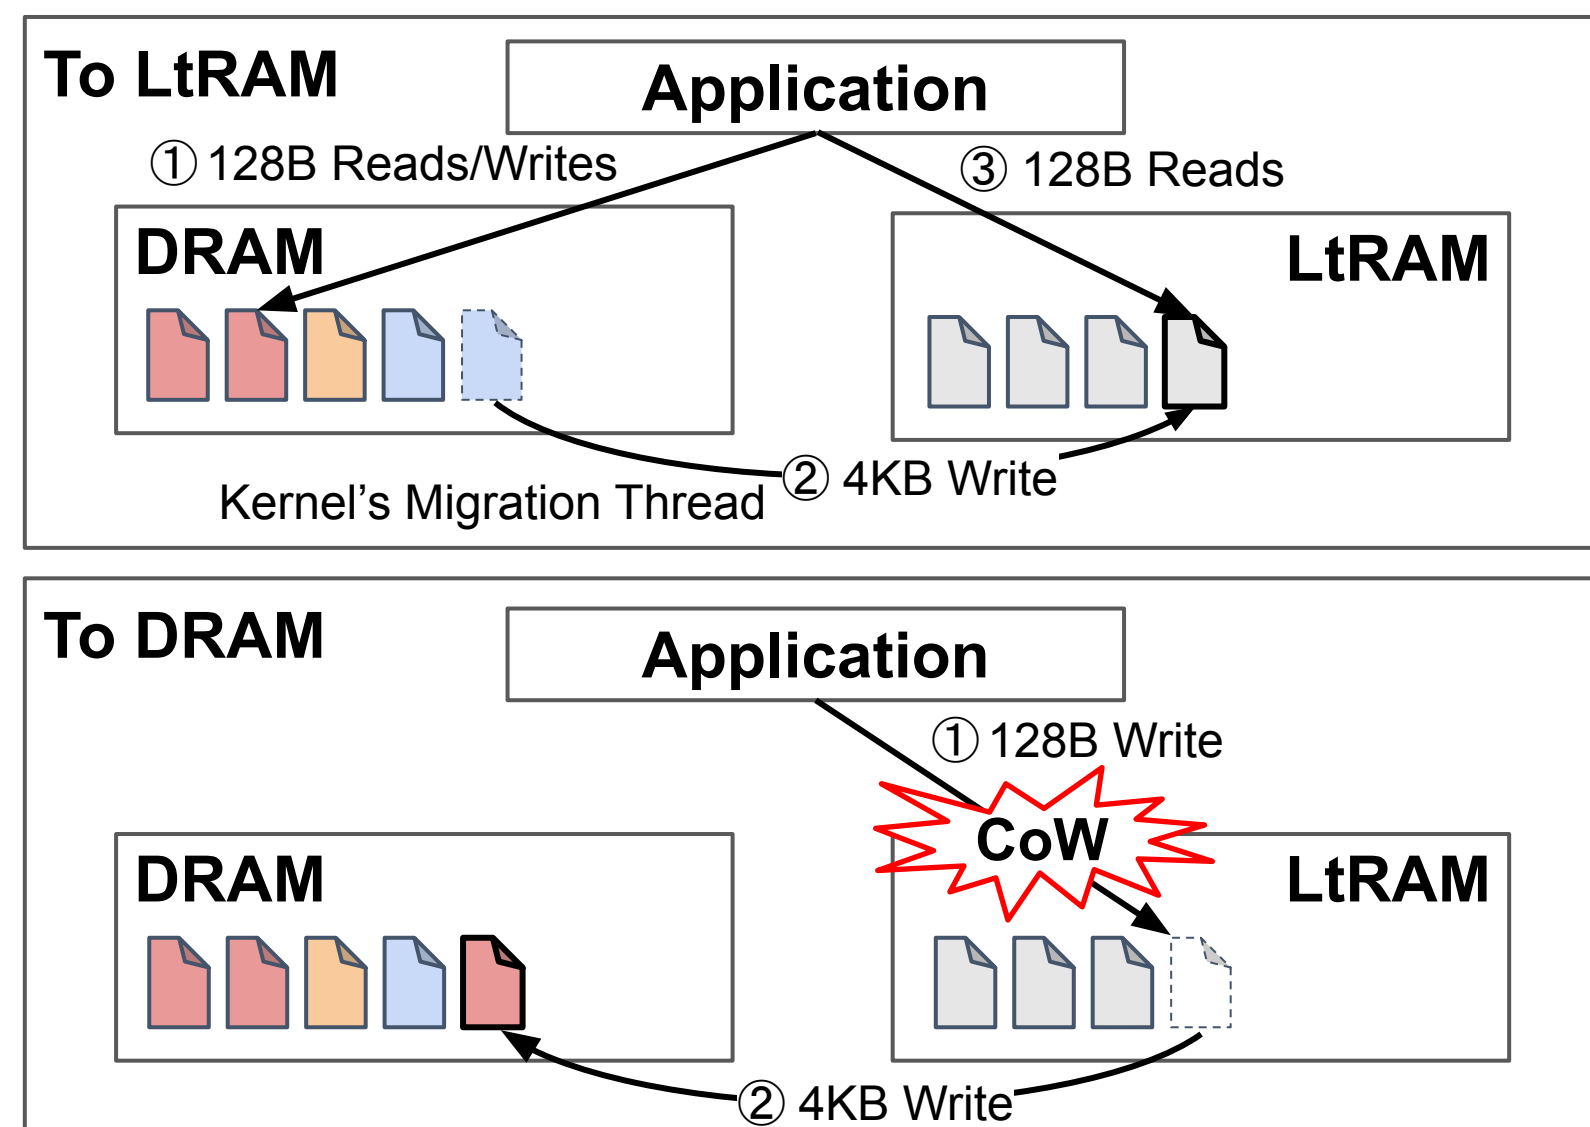 To LtRAM
Application
① 128B Reads/Writes
③ 128B Reads
DRAM
LtRAM
② 4KB Write
Kernel’s Migration Thread
To DRAM
Application
① 128B Write
CoW
DRAM
LtRAM
② 4KB Write